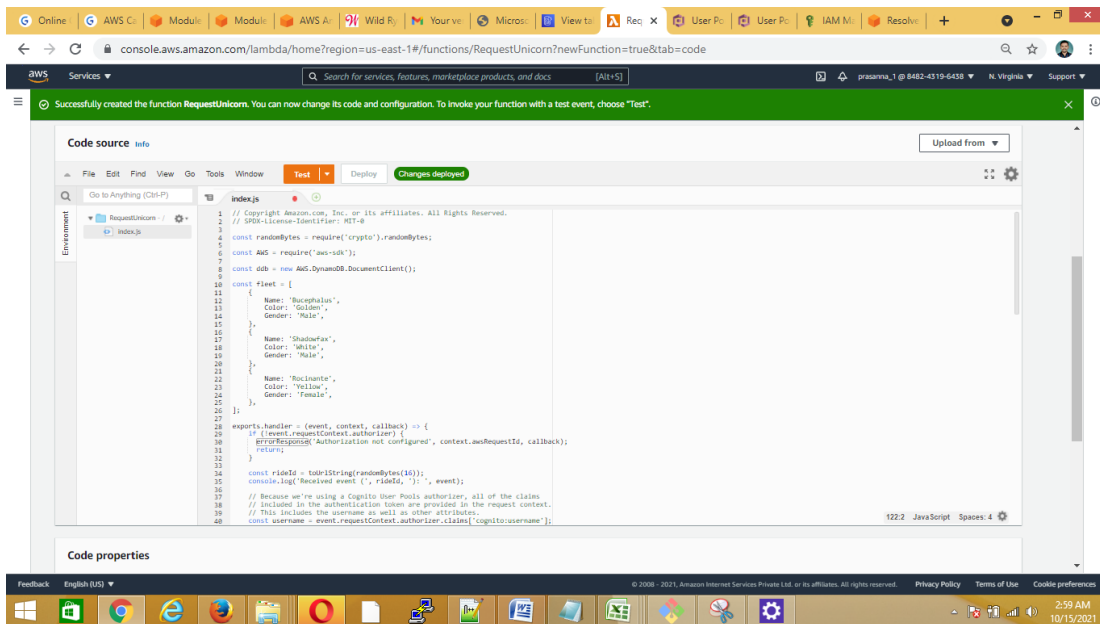 Online
AWS Ca
Module
Module
AWS Ar
Wild Ry
Your ve
Microso
View ta
Req
User Po
User Po
IAM Ma
Resolve
console.aws.amazon.com/lambda/home?region=us-east-1#/functions/RequestUnicorn?newFunction=true&tab=code
aws Services ▼ Search for services, features, marketplace products, and docs [Alt+S] prasanna_1 @ 8482-4319-6438 ▼ N. Virginia ▼ Support ▼
Successfully created the function RequestUnicorn. You can now change its code and configuration. To invoke your function with a test event, choose "Test".
Code source Info Upload from ▼
File Edit Find View Go Tools Window Test Deploy Changes deployed
Go to Anything (Ctrl-P) index.js
Environment
RequestUnicorn - /
index.js
1 // Copyright Amazon.com, Inc. or its affiliates. All Rights Reserved.
2 // SPDX-License-Identifier: MIT-0
3
4 const randomBytes = require('crypto').randomBytes;
5
6 const AWS = require('aws-sdk');
7
8 const ddb = new AWS.DynamoDB.DocumentClient();
9
10 const fleet = [
11 {
12 Name: 'Bucephalus',
13 Color: 'Golden',
14 Gender: 'Male',
15 },
16 {
17 Name: 'Shadowfax',
18 Color: 'White',
19 Gender: 'Male',
20 },
21 {
22 Name: 'Rocinante',
23 Color: 'Yellow',
24 Gender: 'Female',
25 },
26 ];
27
28 exports.handler = (event, context, callback) => {
29 if (!event.requestContext.authorizer) {
30 errorResponse('Authorization not configured', context.awsRequestId, callback);
31 return;
32 }
33
34 const rideId = toUrlString(randomBytes(16));
35 console.log('Received event (', rideId, '): ', event);
36
37 // Because we're using a Cognito User Pools authorizer, all of the claims
38 // included in the authentication token are provided in the request context.
39 // This includes the username as well as other attributes.
40 const username = event.requestContext.authorizer.claims['cognito:username'];
122:2 JavaScript Spaces: 4
Code properties
Feedback English (US) ▼ © 2008 - 2021, Amazon Internet Services Private Ltd. or its affiliates. All rights reserved. Privacy Policy Terms of Use Cookie preferences
2:59 AM
10/15/2021